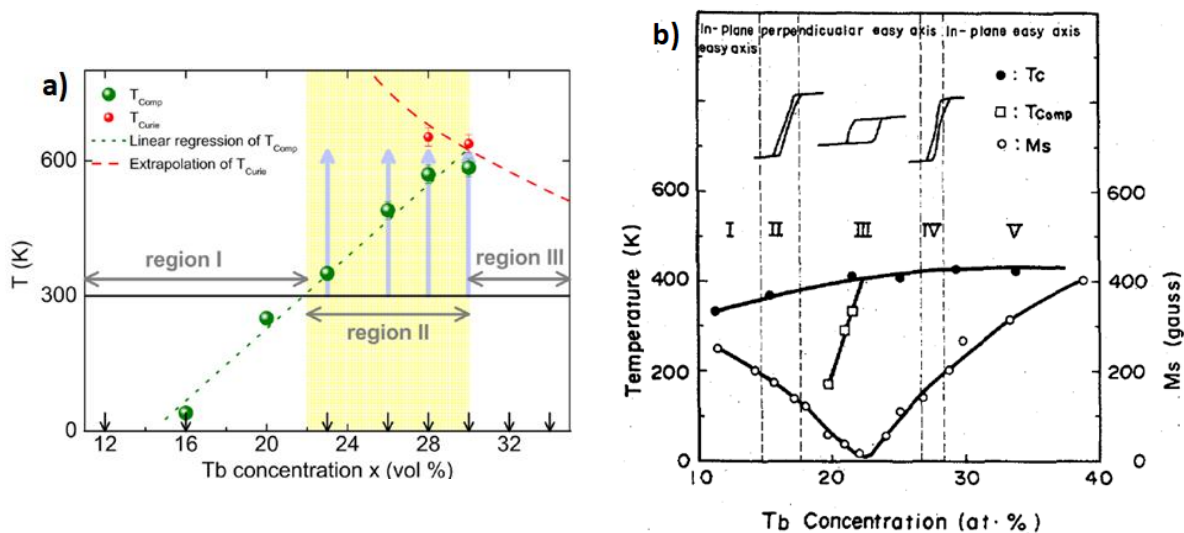 a)
T_Comp
T_Curie
Linear regression of T_Comp
Extrapolation of T_Curie
600
300
0
T (K)
region I
region III
region II
12 16 20 24 28 32
Tb concentration x (vol %)
b)
In-plane perpendicualar easy axis In-plane easy axis
easy axis
: Tc
: Tcomp
: Ms
I II III IV V
800
600
400
200
0
Temperature (K)
600
400
200
0
Ms (gauss)
10 20 30 40
Tb Concentration (at·%)